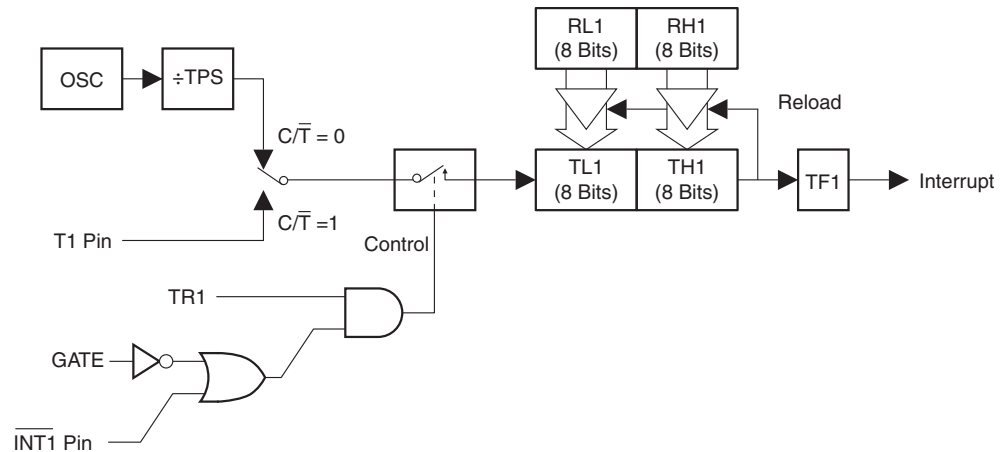 RL1
(8 Bits)
RH1
(8 Bits)
OSC
÷TPS
Reload
C/T̅ = 0
TL1
(8 Bits)
TH1
(8 Bits)
TF1
Interrupt
C/T̅ =1
T1 Pin
Control
TR1
GATE
I̅N̅T̅1̅ Pin